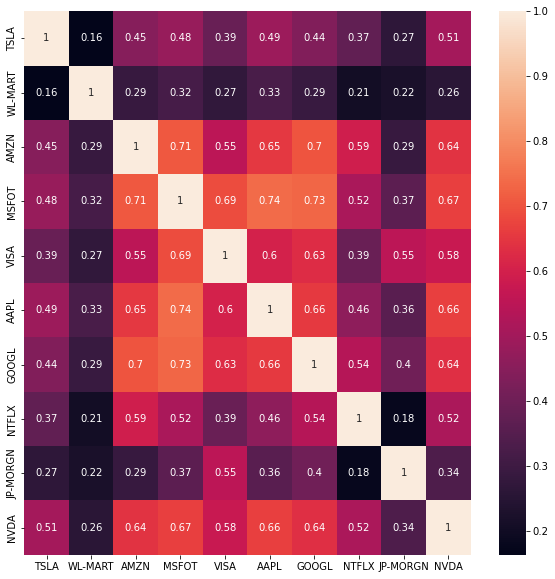 TSLA 1 0.16 0.45 0.48 0.39 0.49 0.44 0.37 0.27 0.51
WL-MART 0.16 1 0.29 0.32 0.27 0.33 0.29 0.21 0.22 0.26
AMZN 0.45 0.29 1 0.71 0.55 0.65 0.7 0.59 0.29 0.64
MSFOT 0.48 0.32 0.71 1 0.69 0.74 0.73 0.52 0.37 0.67
VISA 0.39 0.27 0.55 0.69 1 0.6 0.63 0.39 0.55 0.58
AAPL 0.49 0.33 0.65 0.74 0.6 1 0.66 0.46 0.36 0.66
GOOGL 0.44 0.29 0.7 0.73 0.63 0.66 1 0.54 0.4 0.64
NTFLX 0.37 0.21 0.59 0.52 0.39 0.46 0.54 1 0.18 0.52
JP-MORGN 0.27 0.22 0.29 0.37 0.55 0.36 0.4 0.18 1 0.34
NVDA 0.51 0.26 0.64 0.67 0.58 0.66 0.64 0.52 0.34 1
TSLA WL-MART AMZN MSFOT VISA AAPL GOOGL NTFLX JP-MORGN NVDA
1.0
0.9
0.8
0.7
0.6
0.5
0.4
0.3
0.2